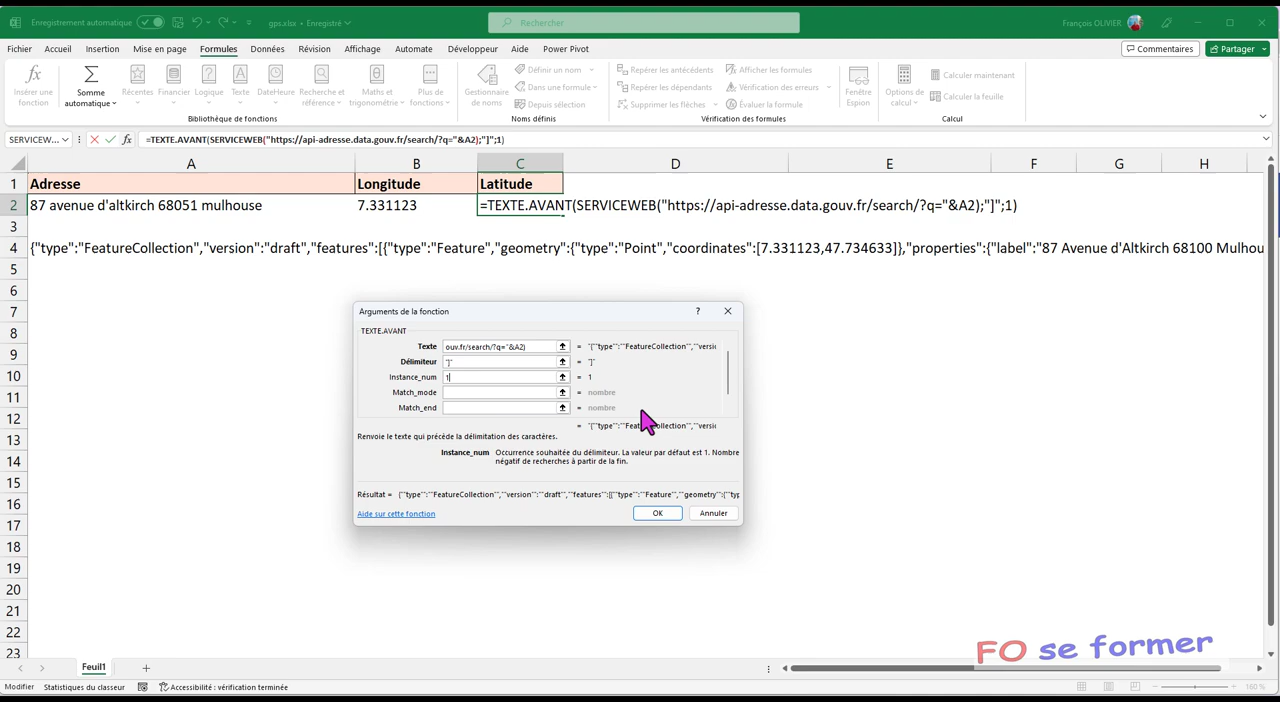 Enregistrement automatique
gps.xlsx • Enregistré
Rechercher
François OLIVIER
Fichier Accueil Insertion Mise en page Formules Données Révision Affichage Automate Développeur Aide Power Pivot
Commentaires
Partager
Insérer une fonction
Somme automatique
Récentes
Financier
Logique
Texte
DateHeure
Recherche et référence
Maths et trigonométrie
Plus de fonctions
Bibliothèque de fonctions
Gestionnaire de noms
Définir un nom
Dans une formule
Depuis sélection
Noms définis
Repérer les antécédents
Repérer les dépendants
Supprimer les flèches
Afficher les formules
Vérification des erreurs
Évaluer la formule
Vérification des formules
Fenêtre Espion
Options de calcul
Calculer maintenant
Calculer la feuille
Calcul
SERVICEW...
fx
=TEXTE.AVANT(SERVICEWEB("https://api-adresse.data.gouv.fr/search/?q="&A2);"]";1)
A B C D E F G H
1 Adresse Longitude Latitude
2 87 avenue d'altkirch 68051 mulhouse 7.331123 =TEXTE.AVANT(SERVICEWEB("https://api-adresse.data.gouv.fr/search/?q="&A2);"]";1)
3
4 {"type":"FeatureCollection","version":"draft","features":[{"type":"Feature","geometry":{"type":"Point","coordinates":[7.331123,47.734633]},"properties":{"label":"87 Avenue d'Altkirch 68100 Mulhou
5
6
7
8
9
10
11
12
13
14
15
16
17
18
19
20
21
22
23
Arguments de la fonction
?
TEXTE.AVANT
Texte ouv.fr/search/?q="&A2) = "{""type"":""FeatureCollection"",""versio
Délimiteur "]" = "]"
Instance_num 1 = 1
Match_mode = nombre
Match_end = nombre
= "{""type"":""FeatureCollection"",""versio
Renvoie le texte qui précède la délimitation des caractères.
Instance_num Occurrence souhaitée du délimiteur. La valeur par défaut est 1. Nombre
négatif de recherches à partir de la fin.
Résultat = {""type"":""FeatureCollection"",""version"":""draft"",""features"":[{""type"":""Feature"",""geometry"":{""typ
Aide sur cette fonction
OK
Annuler
FO se former
Feuil1
Modifier
Statistiques du classeur
Accessibilité : vérification terminée
160 %